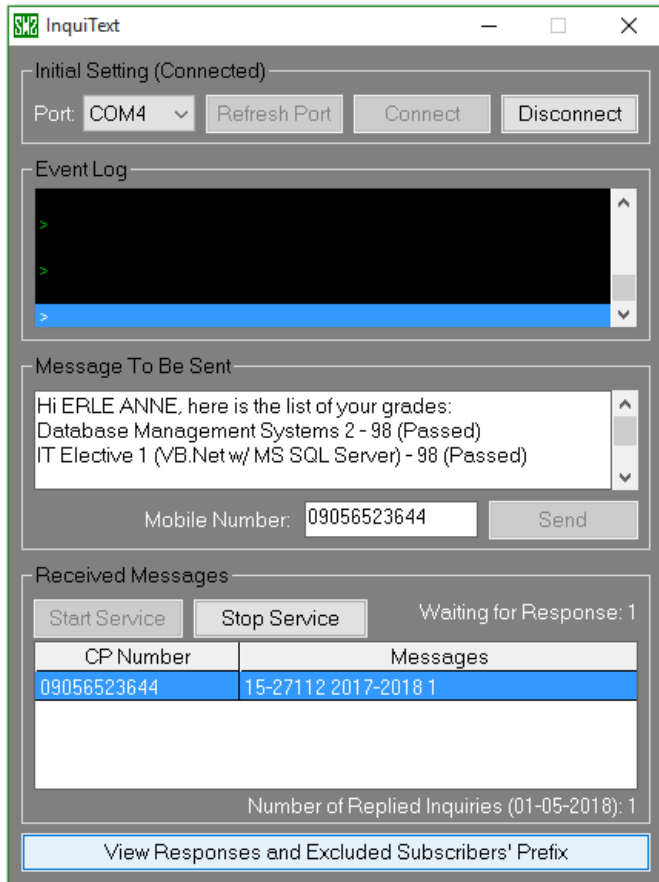 SMS InquiText
Initial Setting (Connected)
Port: COM4 Refresh Port Connect Disconnect
Event Log
>
>
>
Message To Be Sent
Hi ERLE ANNE, here is the list of your grades:
Database Management Systems 2 - 98 (Passed)
IT Elective 1 (VB.Net w/ MS SQL Server) - 98 (Passed)
Mobile Number: 09056523644 Send
Received Messages
Start Service Stop Service Waiting for Response: 1
CP Number Messages
09056523644 15-27112 2017-2018 1
Number of Replied Inquiries (01-05-2018): 1
View Responses and Excluded Subscribers' Prefix